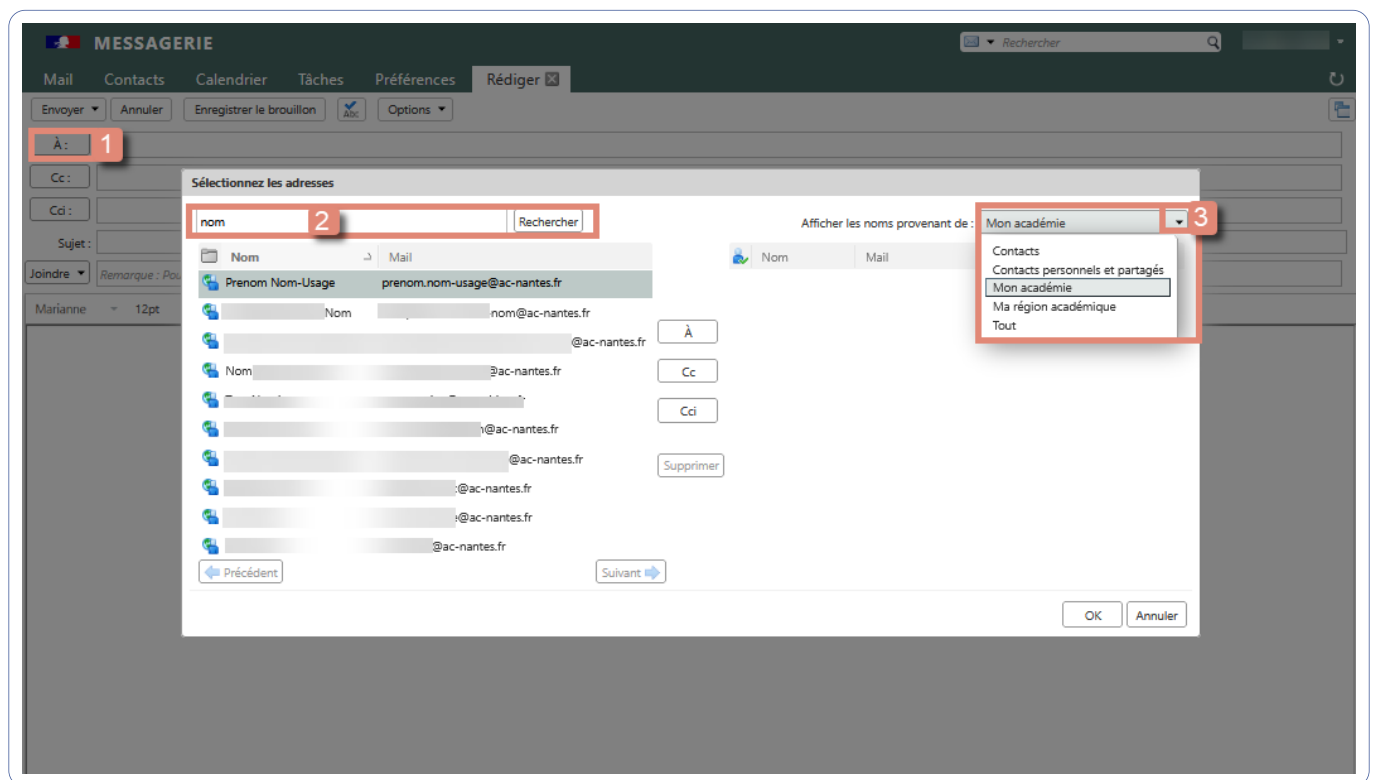 MESSAGERIE
Rechercher
Mail Contacts Calendrier Tâches Préférences Rédiger
Envoyer Annuler Enregistrer le brouillon Abc Options
À : 1
Cc :
Cci :
Sujet :
Joindre Remarque : Pou
Marianne 12pt
Sélectionnez les adresses
nom 2 Rechercher Afficher les noms provenant de : Mon académie 3
Nom Mail Nom Mail
Contacts
Contacts personnels et partagés
Mon académie
Ma région académique
Tout
Prenom Nom-Usage prenom.nom-usage@ac-nantes.fr
Nom -nom@ac-nantes.fr
@ac-nantes.fr
Nom @ac-nantes.fr
@ac-nantes.fr
@ac-nantes.fr
@ac-nantes.fr
@ac-nantes.fr
@ac-nantes.fr
À
Cc
Cci
Supprimer
Précédent Suivant
OK Annuler